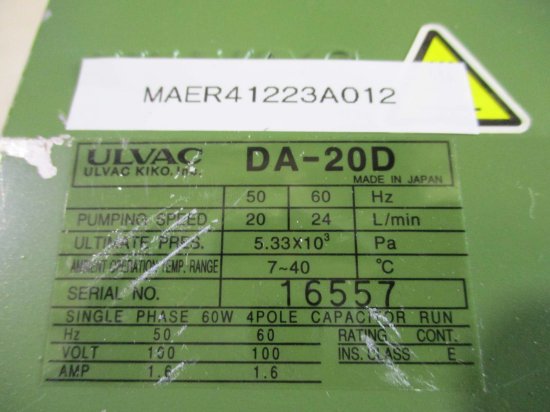 MAER41223A012
ULVAC DA-20D
ULVAC KIKO, Inc. MADE IN JAPAN
50 60 Hz
PUMPING SPEED 20 24 L/min
ULTIMATE PRES. 5.33X10³ Pa
AMBIENT OPERATION TEMP. RANGE 7~40 °C
SERIAL NO. 16557
SINGLE PHASE 60W 4POLE CAPACITOR RUN
Hz 50 60 RATING CONT.
VOLT 100 100 INS. CLASS E
AMP 1.6 1.6